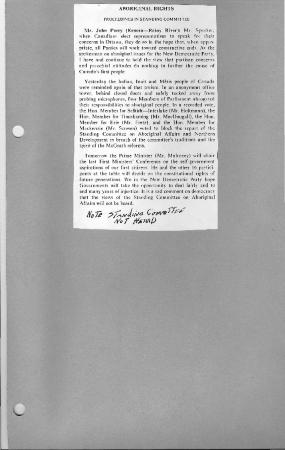 ABORIGINAL RIGHTS
PROCEEDINGS IN STANDING COMMITTEE
Mr. John Parry (Kenora—Rainy River): Mr. Speaker,
when Canadians elect representatives to speak for their
concerns in Ottawa, they do so in the hope that, when appro-
priate, all Parties will work toward constructive ends. As the
spokesman on aboriginal issues for the New Democratic Party,
I have and continue to hold the view that partisan concerns
and prejudicial attitudes do nothing to further the cause of
Canada's first people.
Yesterday the Indian, Inuit and Métis people of Canada
were reminded again of that racism. In an anonymous office
tower, behind closed doors and safely tucked away from
probing microphones, four Members of Parliament abrogated
their responsibilities to aboriginal people. In a recorded vote,
the Hon. Member for Selkirk—Interlake (Mr.
the Hon.
Member for Timiskaming (Mr. MacDougall), the Hon.
Member for Erie (Mr. Fretz), and the Hon. Member for
Mackenzie (Mr. Scowen) voted to block the report of the
Standing Committee on Aboriginal Affairs and Northern
Development in breach of the committee's traditions and the
spirit of the McGrath reforms.
Tomorrow the Prime Minister (Mr. Mulroney) will chair
the last First Ministers' Conference on the self government
aspirations of our first citizens. He and the other 16 partici-
pants at the table will decide on the constitutional rights of
future generations. We in the New Democratic Party hope
Governments will take the opportunity to deal fairly and to
end many years of injustice. It is a sad comment on democracy
that the views of the Standing Committee on Aboriginal
Affairs will not be heard.
NOTE STANDING COMMITTEE
NOT HEARD